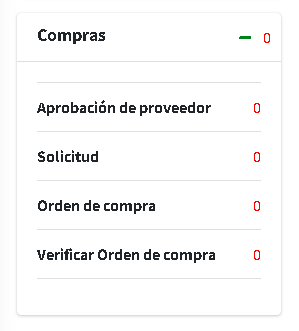 Compras 0
Aprobación de proveedor 0
Solicitud 0
Orden de compra 0
Verificar Orden de compra 0